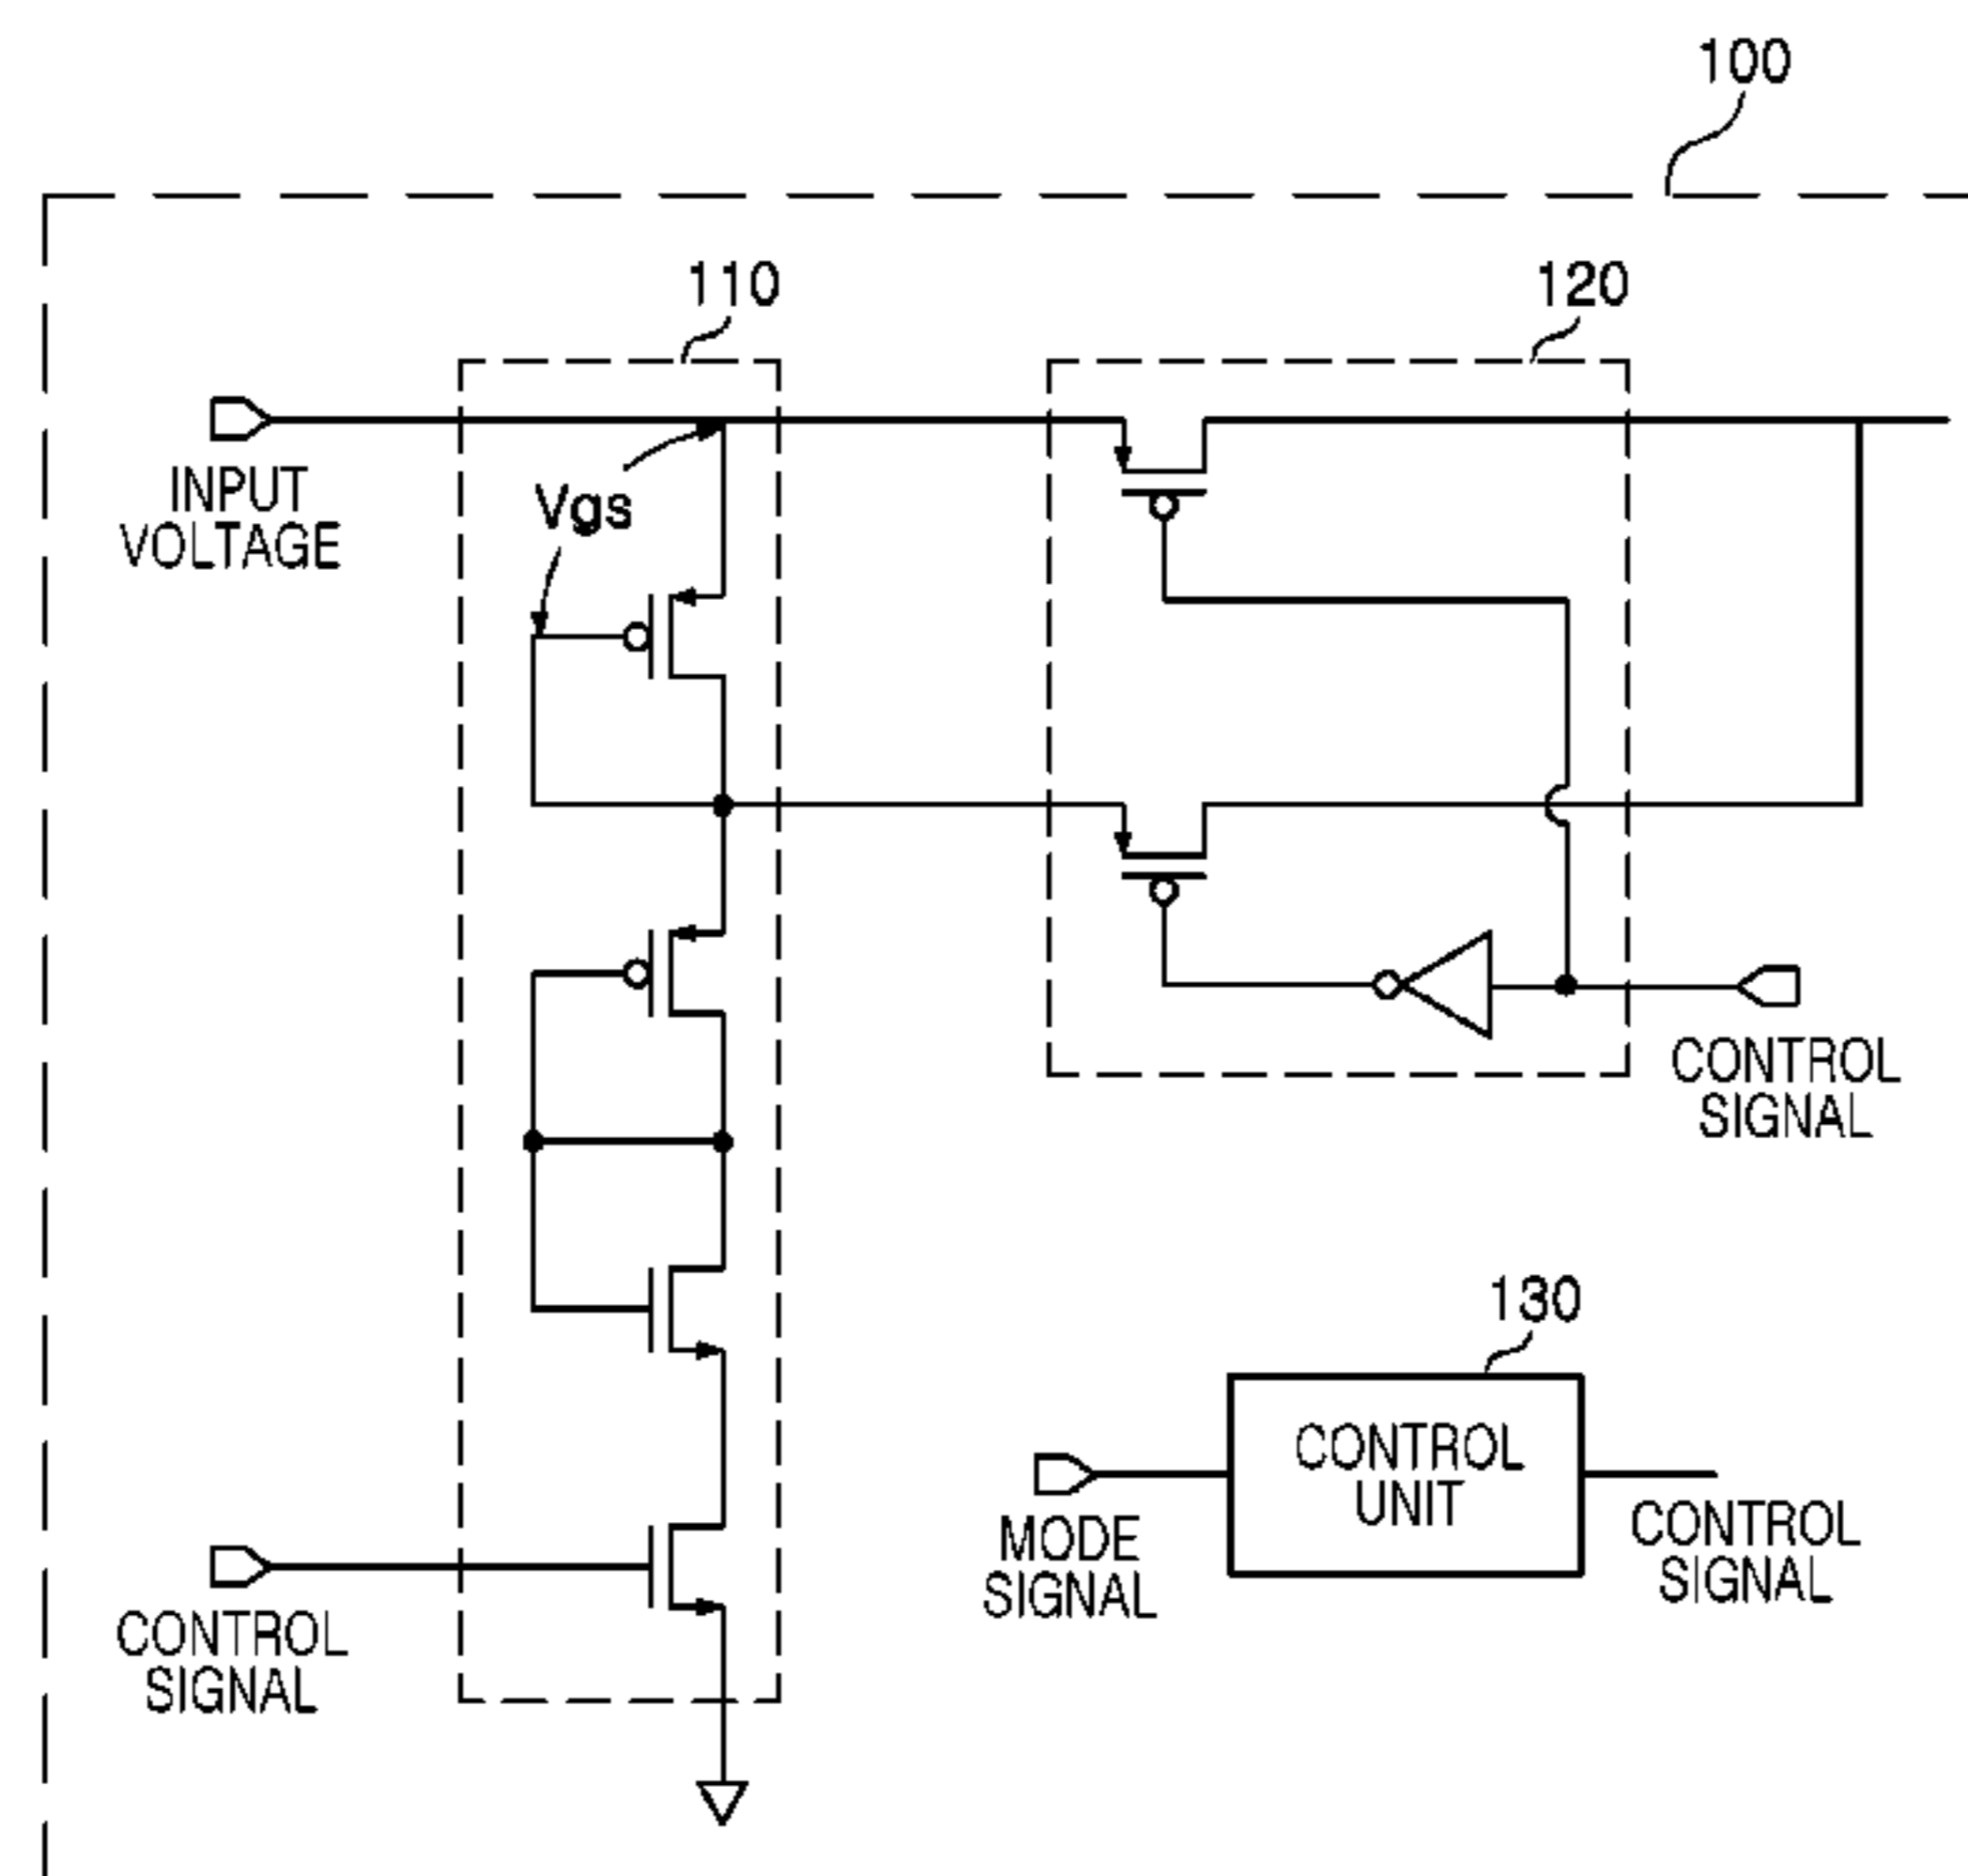 100
110
120
INPUT
VOLTAGE
Vgs
CONTROL
SIGNAL
130
CONTROL
UNIT
MODE
SIGNAL
CONTROL
SIGNAL
CONTROL
SIGNAL